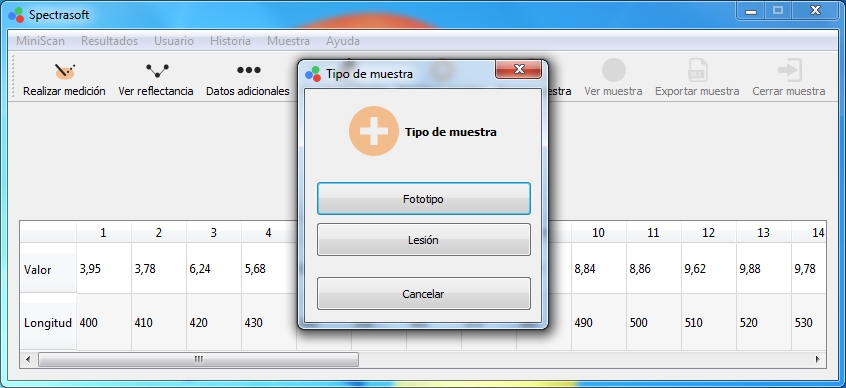 Spectrasoft
MiniScan Resultados Usuario Historia Muestra Ayuda
Realizar medición Ver reflectancia Datos adicionales Ver muestra Exportar muestra Cerrar muestra
Tipo de muestra
Tipo de muestra
Fototipo
Lesión
Cancelar
1 2 3 4 10 11 12 13 14
Valor 3,95 3,78 6,24 5,68 8,84 8,86 9,62 9,88 9,78
Longitud 400 410 420 430 490 500 510 520 530